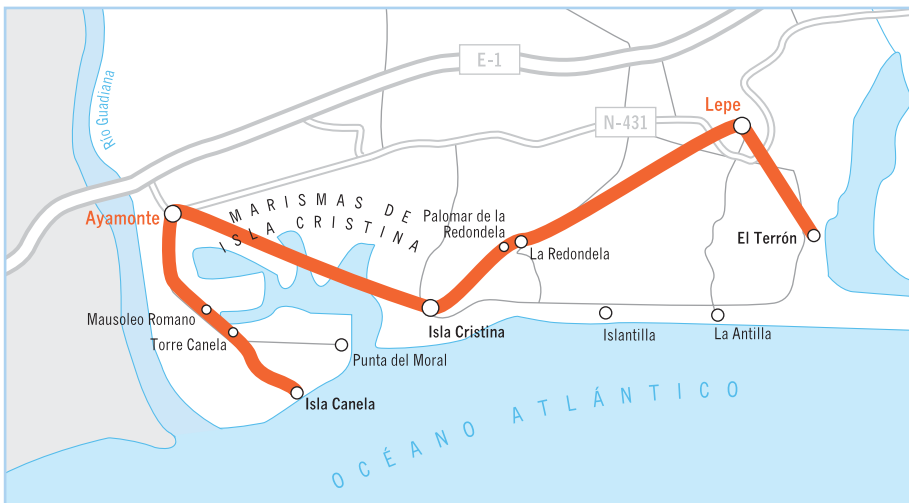 E-1
Lepe
N-431
Río Guadiana
Ayamonte
MARISMAS DE
ISLA CRISTINA
Palomar de la
Redondela
La Redondela
El Terrón
Mausoleo Romano
Torre Canela
Punta del Moral
Isla Cristina
Islantilla
La Antilla
Isla Canela
OCÉANO ATLÁNTICO